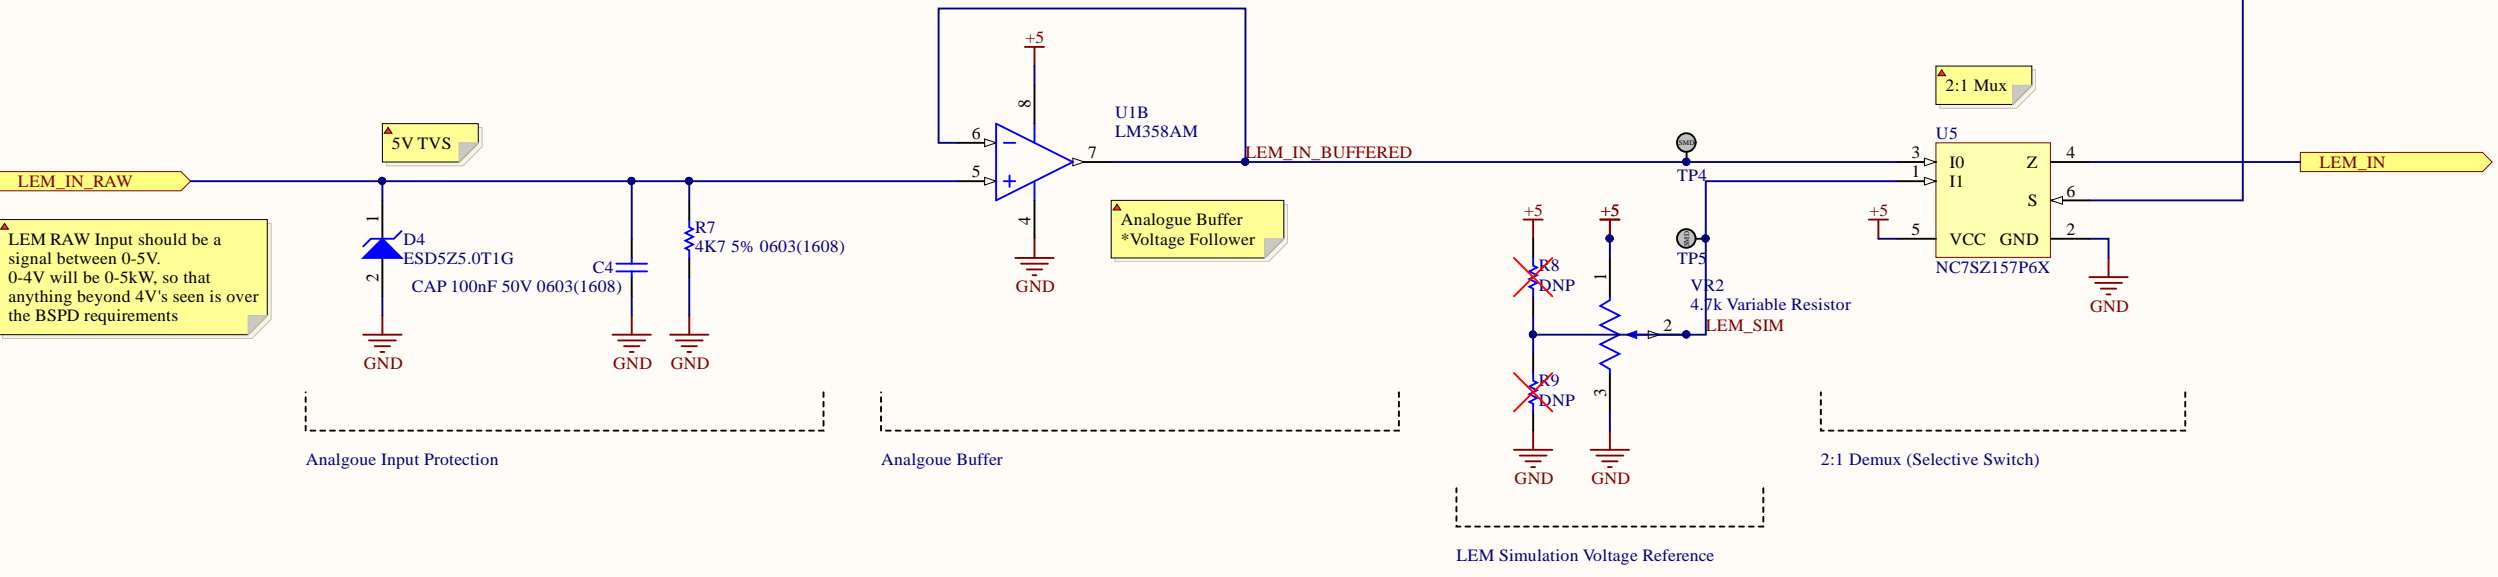 LEM_IN_RAW
LEM RAW Input should be a
signal between 0-5V.
0-4V will be 0-5kW, so that
anything beyond 4V's seen is over
the BSPD requirements
5V TVS
1
2
D4
ESD5Z5.0T1G
GND
C4
CAP 100nF 50V 0603(1608)
GND
R7
4K7 5% 0603(1608)
GND
Analgoue Input Protection
+5
8
6
5
7
4
U1B
LM358AM
GND
LEM_IN_BUFFERED
Analogue Buffer
*Voltage Follower
Analgoue Buffer
SMD
TP4
SMD
TP5
+5
R8
DNP
R9
DNP
GND
+5
1
2
3
VR2
4.7k Variable Resistor
LEM_SIM
GND
LEM Simulation Voltage Reference
2:1 Mux
U5
3
I0
Z
4
1
I1
S
6
+5
5
VCC
GND
2
NC7SZ157P6X
GND
LEM_IN
2:1 Demux (Selective Switch)